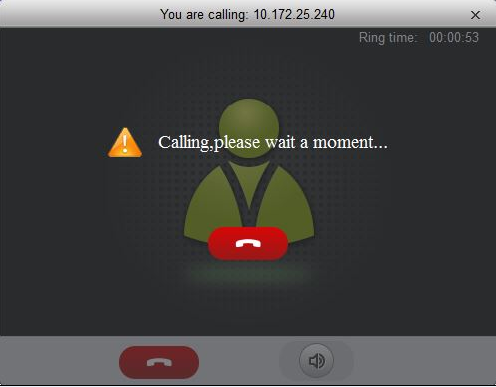 You are calling: 10.172.25.240
Ring time: 00:00:53
Calling,please wait a moment...